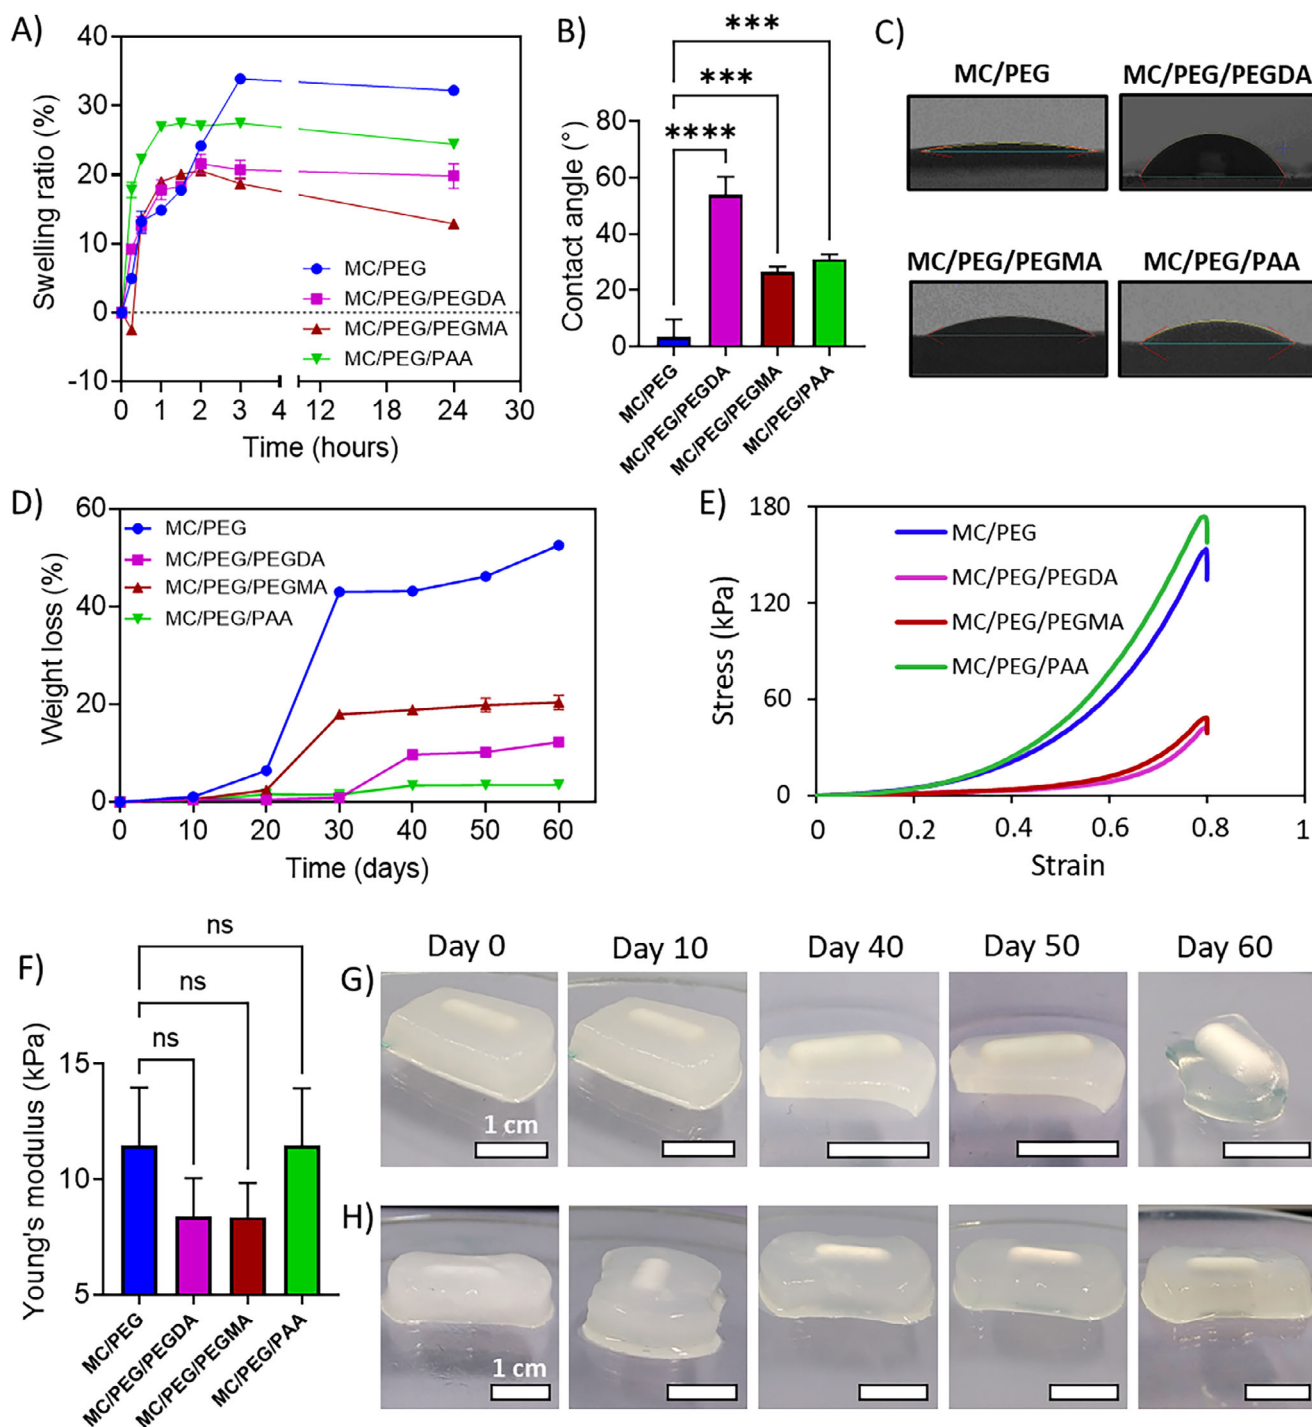 A)
40
30
20
10
0
-10
Swelling ratio (%)
MC/PEG
MC/PEG/PEGDA
MC/PEG/PEGMA
MC/PEG/PAA
0 1 2 3 4 12 18 24 30
Time (hours)
B)
***
***
****
80
60
40
20
0
Contact angle (°)
MC/PEG
MC/PEG/PEGDA
MC/PEG/PEGMA
MC/PEG/PAA
C)
MC/PEG MC/PEG/PEGDA
MC/PEG/PEGMA MC/PEG/PAA
D)
60
40
20
0
Weight loss (%)
MC/PEG
MC/PEG/PEGDA
MC/PEG/PEGMA
MC/PEG/PAA
0 10 20 30 40 50 60
Time (days)
E)
180
120
60
0
Stress (kPa)
MC/PEG
MC/PEG/PEGDA
MC/PEG/PEGMA
MC/PEG/PAA
0 0.2 0.4 0.6 0.8 1
Strain
F)
ns
ns
ns
15
10
5
Young's modulus (kPa)
MC/PEG
MC/PEG/PEGDA
MC/PEG/PEGMA
MC/PEG/PAA
Day 0 Day 10 Day 40 Day 50 Day 60
G)
1 cm
H)
1 cm